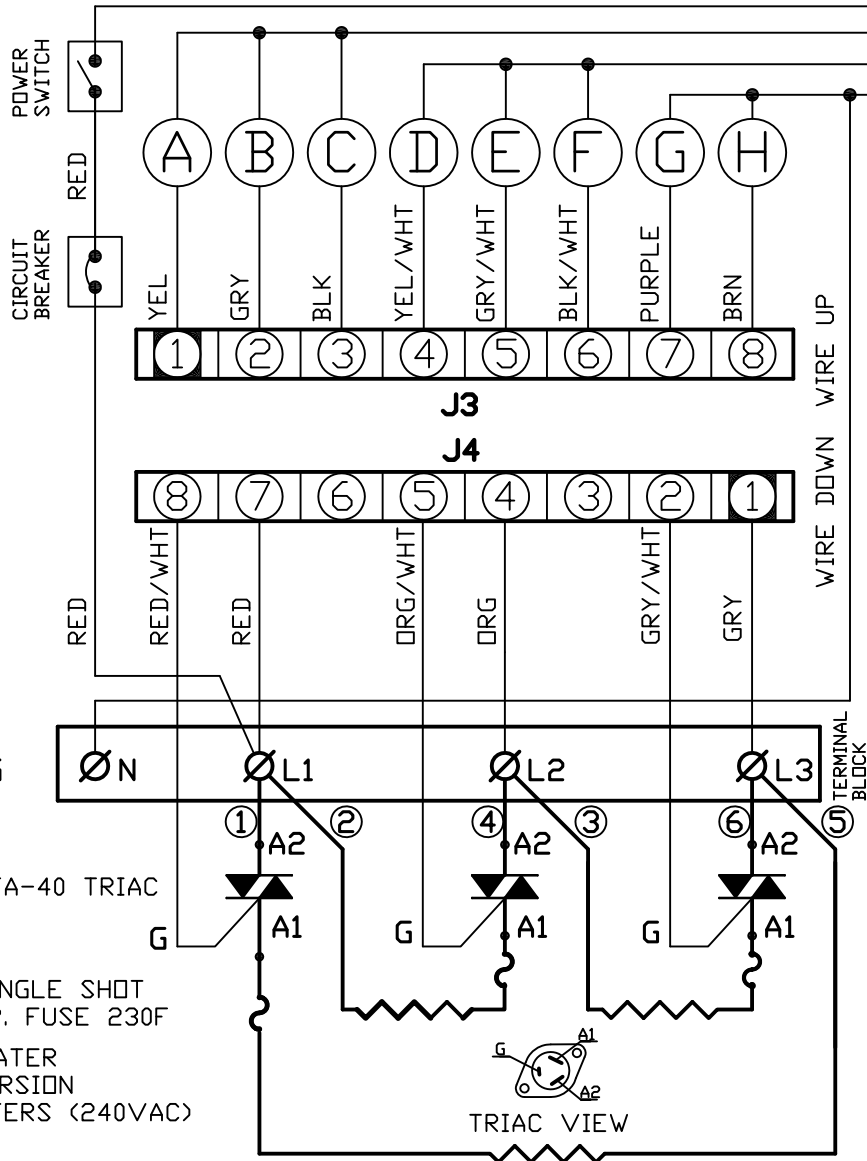 POWER
SWITCH
RED
CIRCUIT
BREAKER
A B C D E F G H
YEL
GRY
BLK
YEL/WHT
GRY/WHT
BLK/WHT
PURPLE
BRN
WIRE UP
1 2 3 4 5 6 7 8
J3
J4
8 7 6 5 4 3 2 1
WIRE DOWN
RED
RED/WHT
RED
ORG/WHT
ORG
GRY/WHT
GRY
N L1 L2 L3
TERMINAL
BLOCK
1 2 4 3 6 5
A2 A2 A2
TA-40 TRIAC
G A1 G A1 G A1
NGLE SHOT
P. FUSE 230F
ATER
ERSION
TERS (240VAC)
G A1
A2
TRIAC VIEW